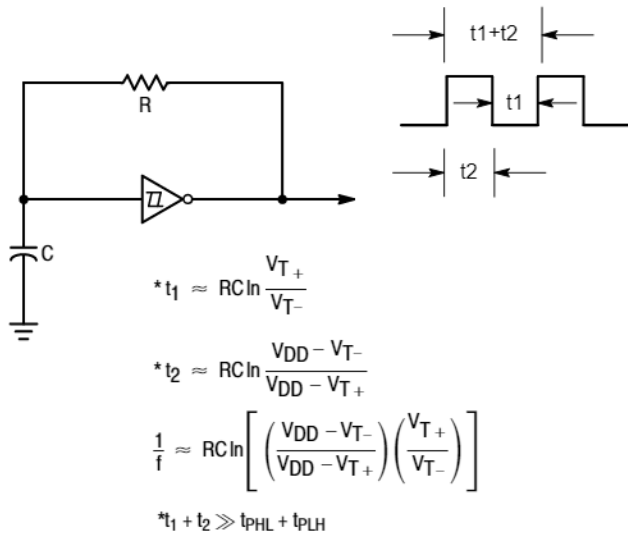 t1+t2
R
t1
t2
C
*t1 ≈ RC ln VT+ / VT−
*t2 ≈ RC ln VDD − VT− / VDD − VT+
1/f ≈ RC ln [ ( VDD − VT− / VDD − VT+ ) ( VT+ / VT− ) ]
*t1 + t2 ≫ tPHL + tPLH